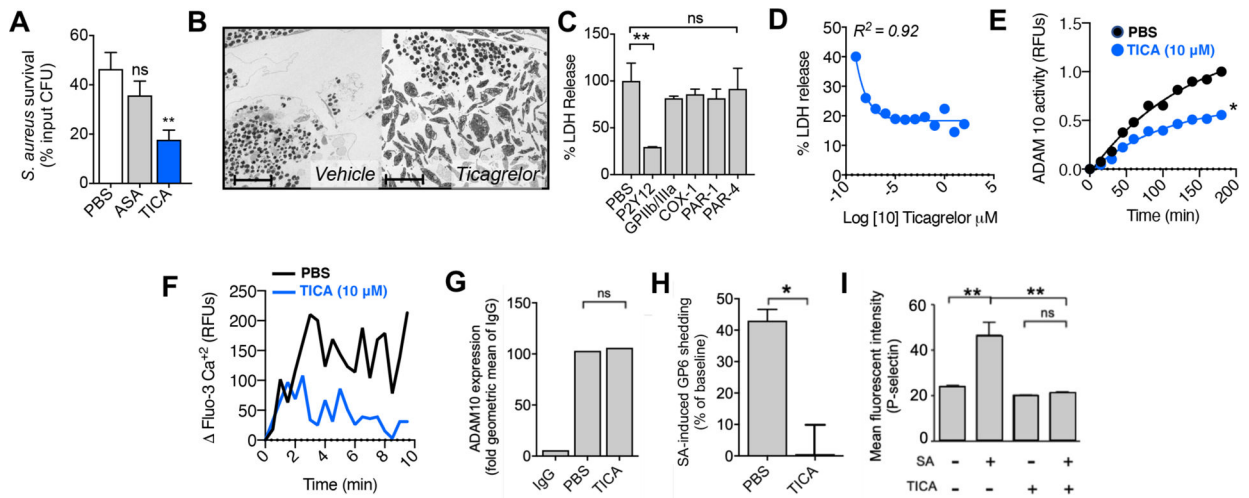 A
S. aureus survival
(% input CFU)
80
60
40
20
0
ns
**
PBS
ASA
TICA
B
Vehicle
Ticagrelor
C
% LDH Release
150
100
50
0
ns
**
PBS
P2Y12
GPIIb/IIIa
COX-1
PAR-1
PAR-4
D
R² = 0.92
% LDH release
50
40
30
20
10
0
-10
-5
0
5
Log [10] Ticagrelor µM
E
PBS
TICA (10 µM)
ADAM 10 activity (RFUs)
1.5
1.0
0.5
0.0
*
0
50
100
150
200
Time (min)
F
PBS
TICA (10 µM)
Δ Fluo-3 Ca⁺² (RFUs)
250
200
150
100
50
0
0
2
4
6
8
10
Time (min)
G
ADAM10 expression
(fold geometric mean of IgG)
150
100
50
0
ns
IgG
PBS
TICA
H
SA-induced GP6 shedding
(% of baseline)
50
40
30
20
10
0
*
PBS
TICA
I
Mean fluorescent intensity
(P-selectin)
60
40
20
0
** **
ns
SA - + - +
TICA - - + +